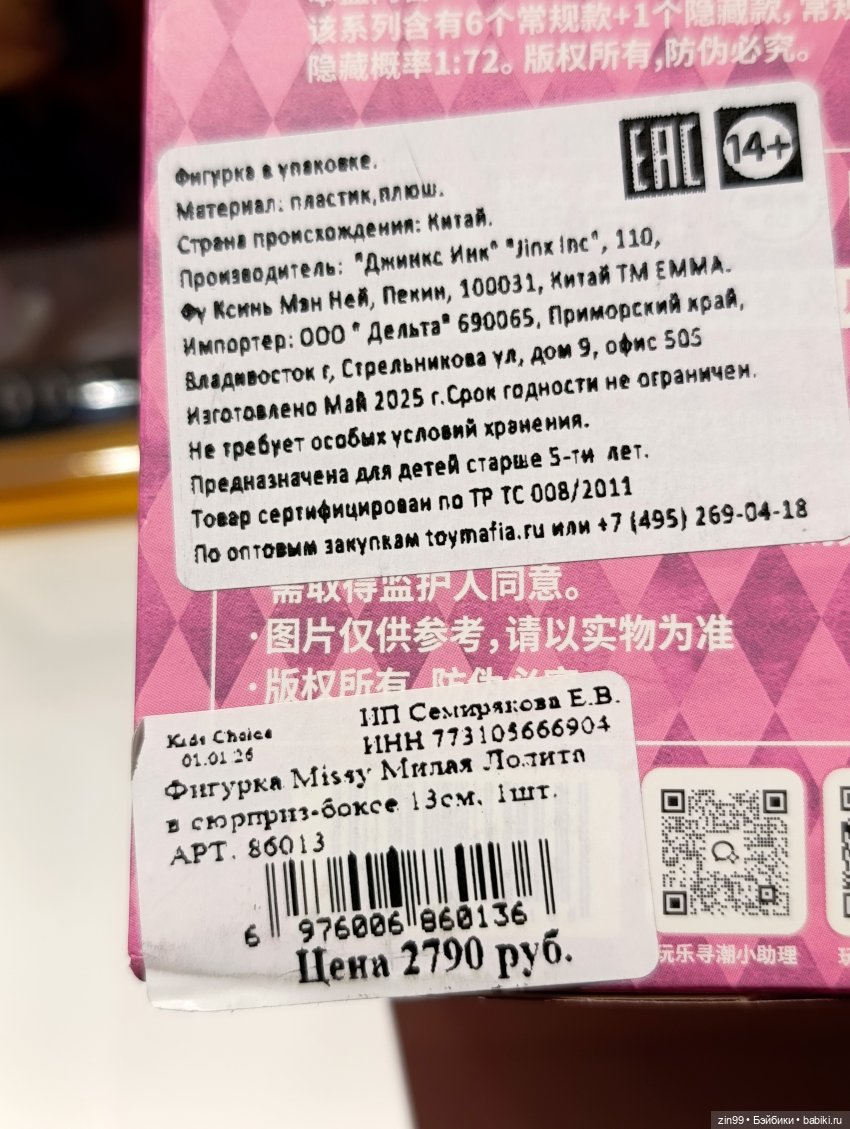 该系列含有6个常规款+1个隐藏款,常规
隐藏概率1:72。版权所有,防伪必究。
EAC
14+
Фигурка в упаковке.
Материал: пластик,плюш.
Страна происхождения: Китай.
Производитель: "Джинкс Инк" "Jinx Inc", 110,
Фу Ксинь Мэн Ней, Пекин, 100031, Китай ТМ EMMA.
Импортер: ООО " Дельта" 690065, Приморский край,
Владивосток г, Стрельникова ул, дом 9, офис 505
Изготовлено Май 2025 г.Срок годности не ограничен.
Не требует особых условий хранения.
Предназначена для детей старше 5-ти лет.
Товар сертифицирован по ТР ТС 008/2011
По оптовым закупкам toymafia.ru или +7 (495) 269-04-18
需取得监护人同意。
·图片仅供参考,请以实物为准
·版权所有,防伪必究
Kids Choice
01.01.26
ИП Семирякова Е.В.
ИНН 773105666904
Фигурка Missy Милая Лолита
в сюрприз-боксе 13см. 1шт.
АРТ. 86013
6 976006 860136
Цена 2790 руб.
玩乐寻潮小助理
zin99 • Бэйбики • babiki.ru